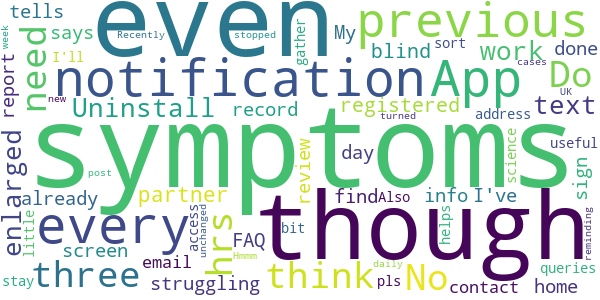 tells
even
My
previous
week
Recently
stopped
gather
says
I'll
need
blind
sort
work
done
cases
notification
App
Do
report
new
Uninstall
record
registered
UK
text
turned
address
symptoms
science
useful
enlarged
review
day
sign
already
partner
find
Also
info
I've
little
every
hrs
access
unchanged
though
helps
reminding
screen
FAQ
bit
post
three
email
Hmmm
think
daily
No
queries
stay
struggling
pls
contact
home